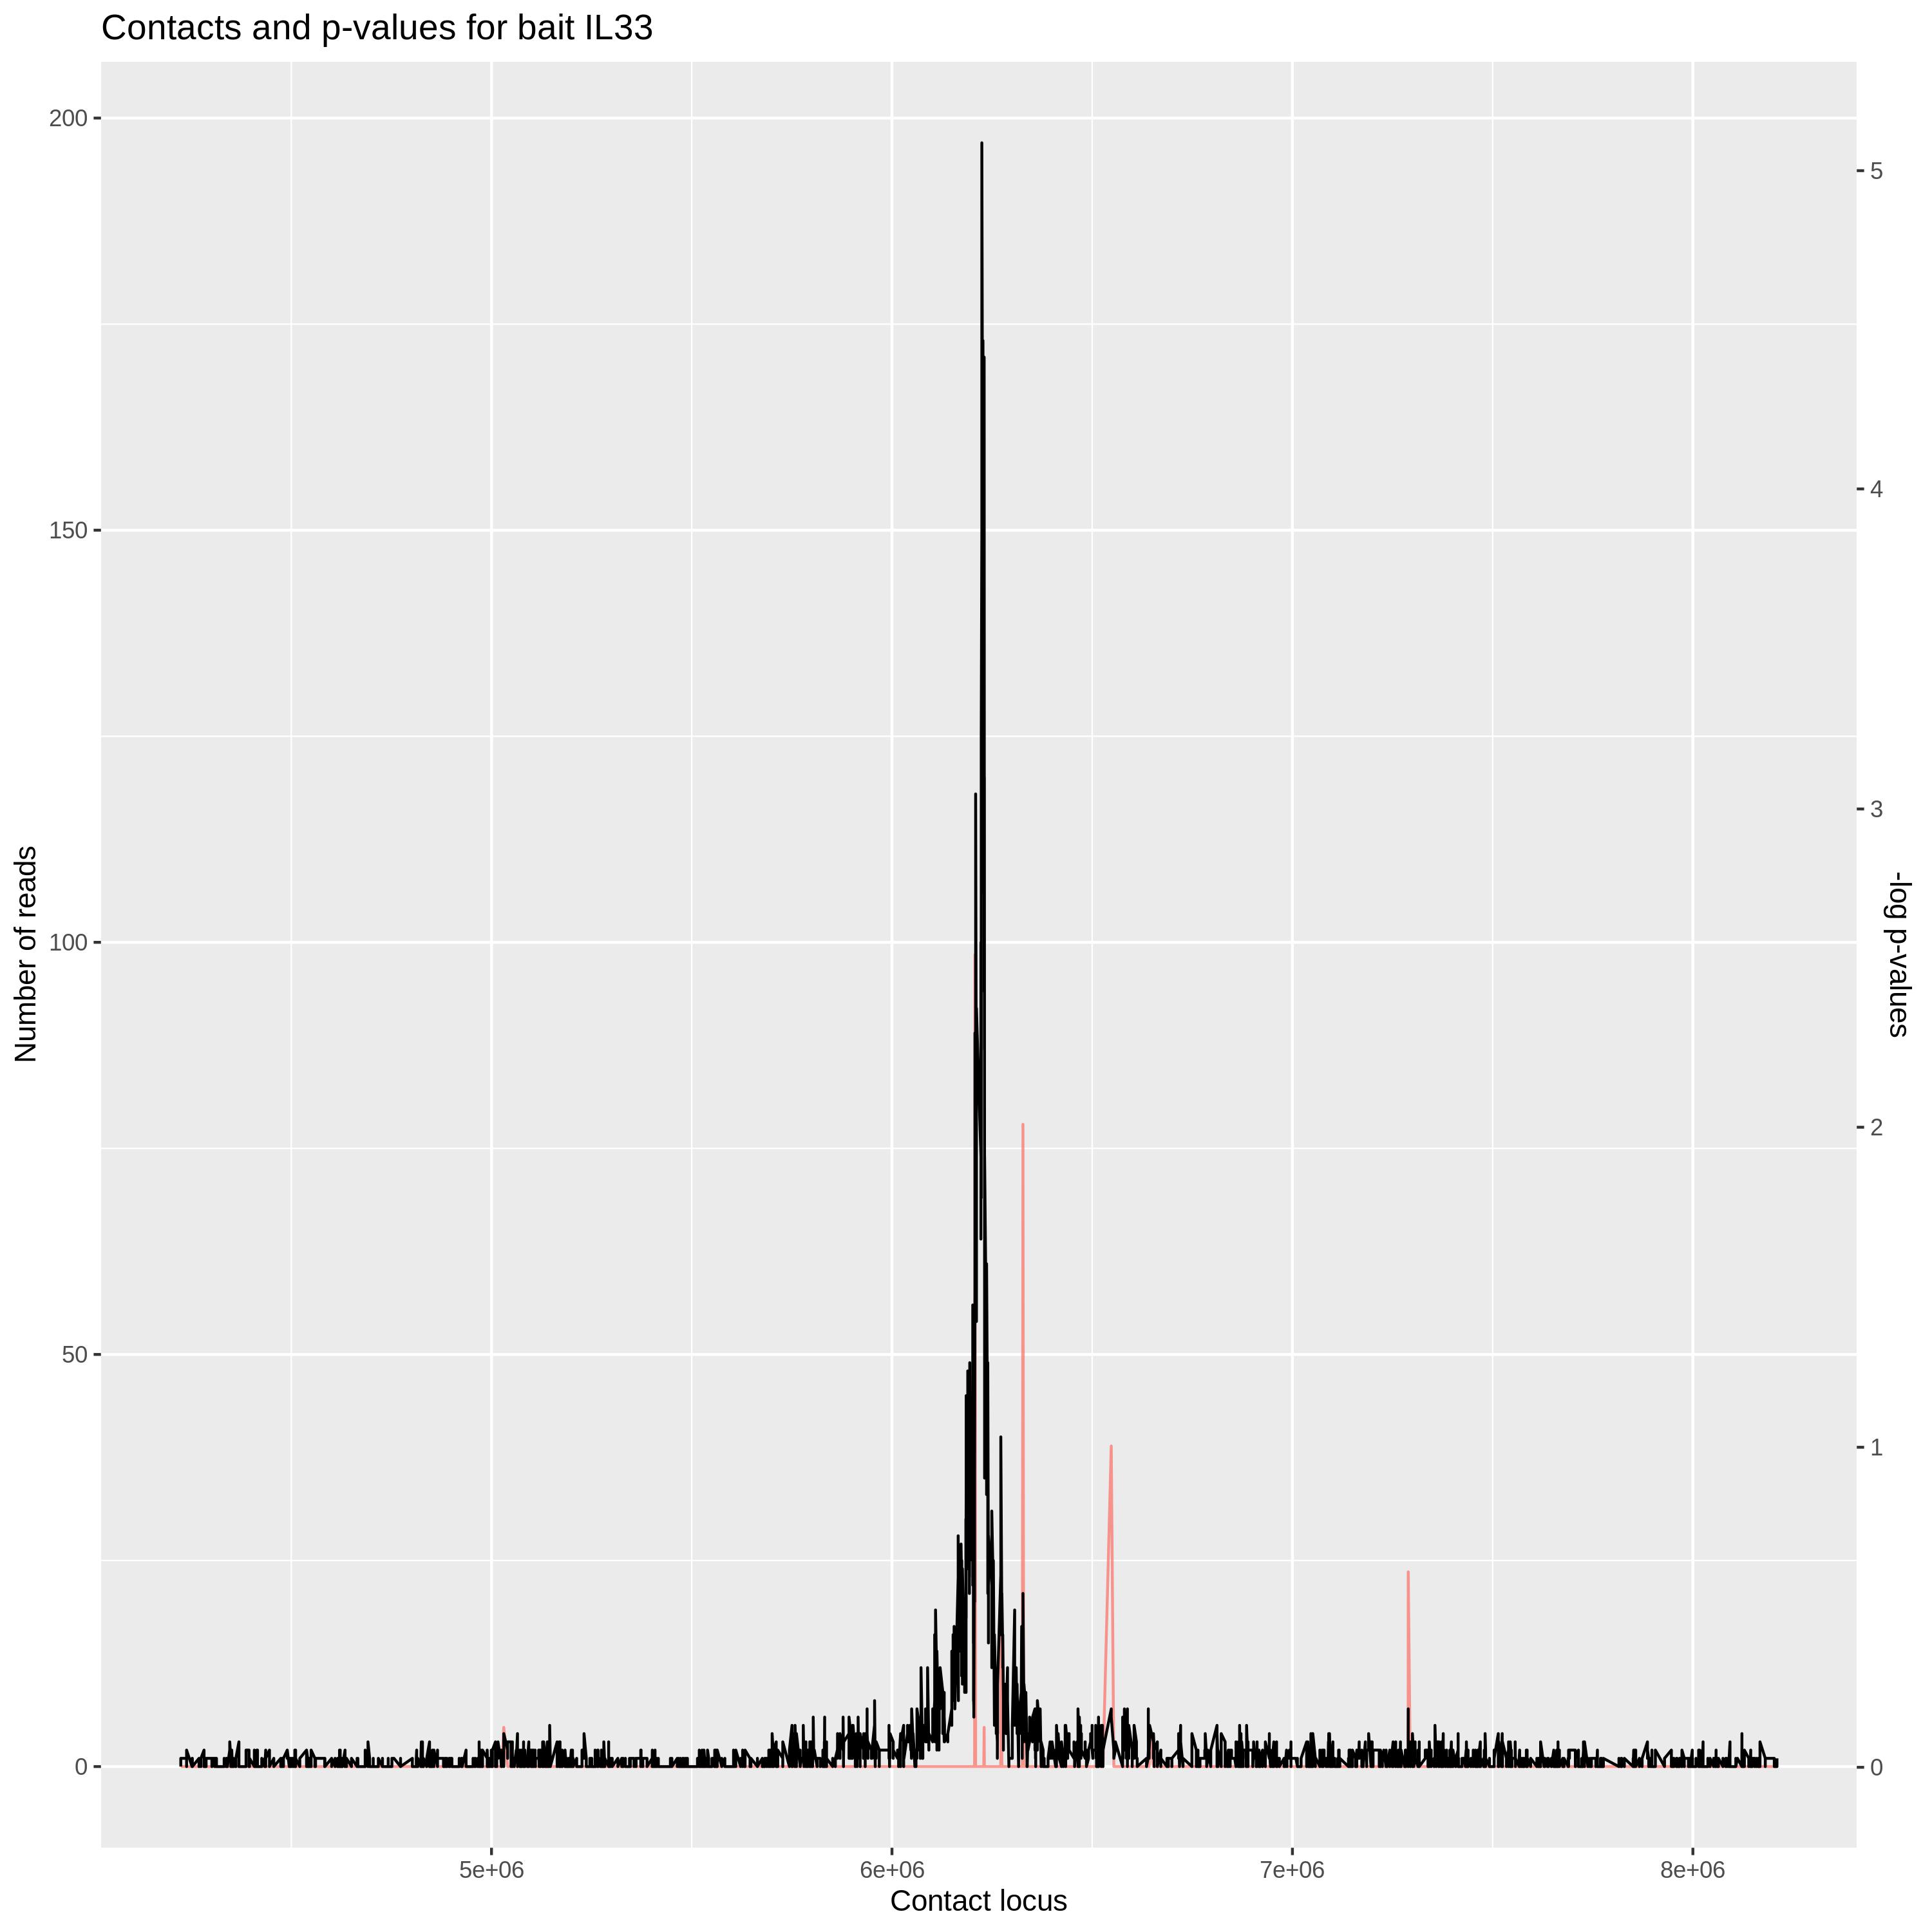 Contacts and p-values for bait IL33
200
150
100
50
0
Number of reads
5
4
3
2
1
0
-log p-values
5e+06
6e+06
7e+06
8e+06
Contact locus